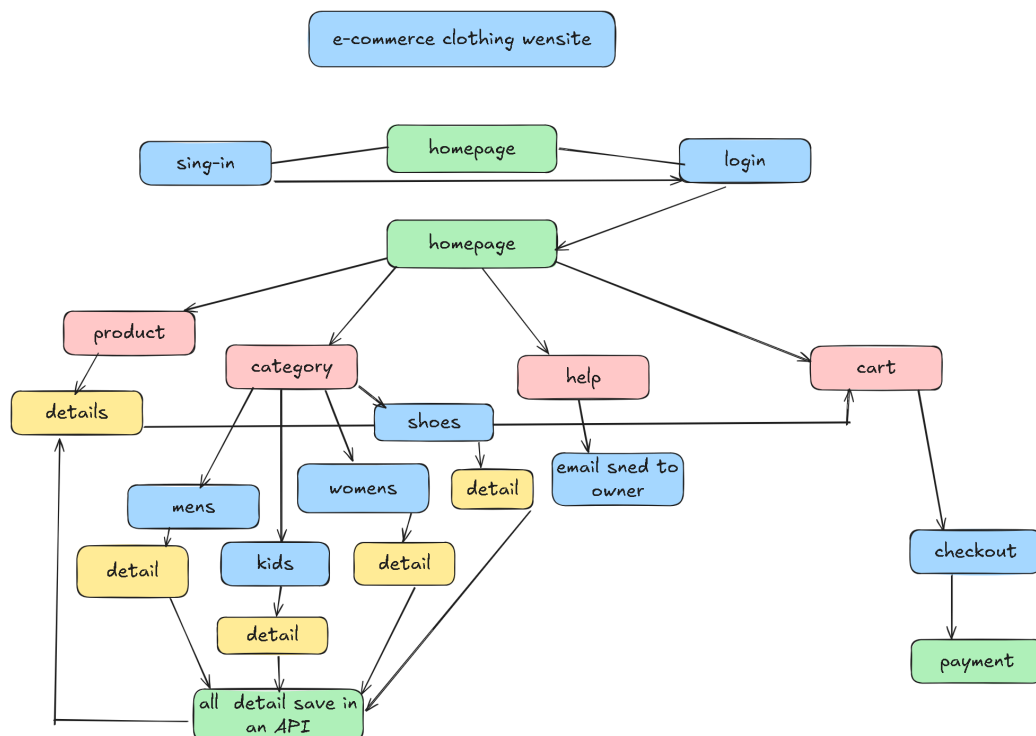 e-commerce clothing wensite
homepage
sing-in
login
homepage
product
category
help
cart
details
shoes
email sned to
owner
womens
detail
mens
checkout
detail
kids
detail
detail
payment
all detail save in
an API